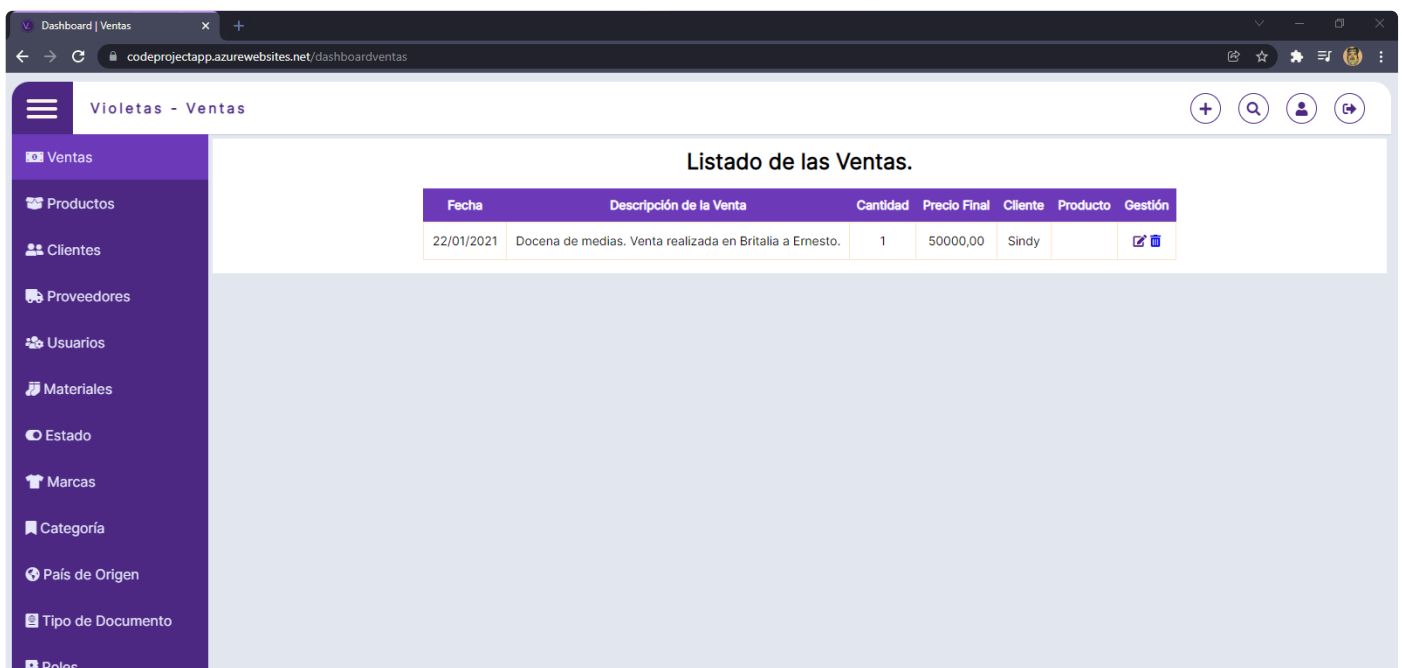 Dashboard | Ventas
codeprojectapp.azurewebsites.net/dashboardventas
Violetas - Ventas
Ventas
Productos
Clientes
Proveedores
Usuarios
Materiales
Estado
Marcas
Categoría
País de Origen
Tipo de Documento
Roles
Listado de las Ventas.
Fecha Descripción de la Venta Cantidad Precio Final Cliente Producto Gestión
22/01/2021 Docena de medias. Venta realizada en Britalia a Ernesto. 1 50000,00 Sindy